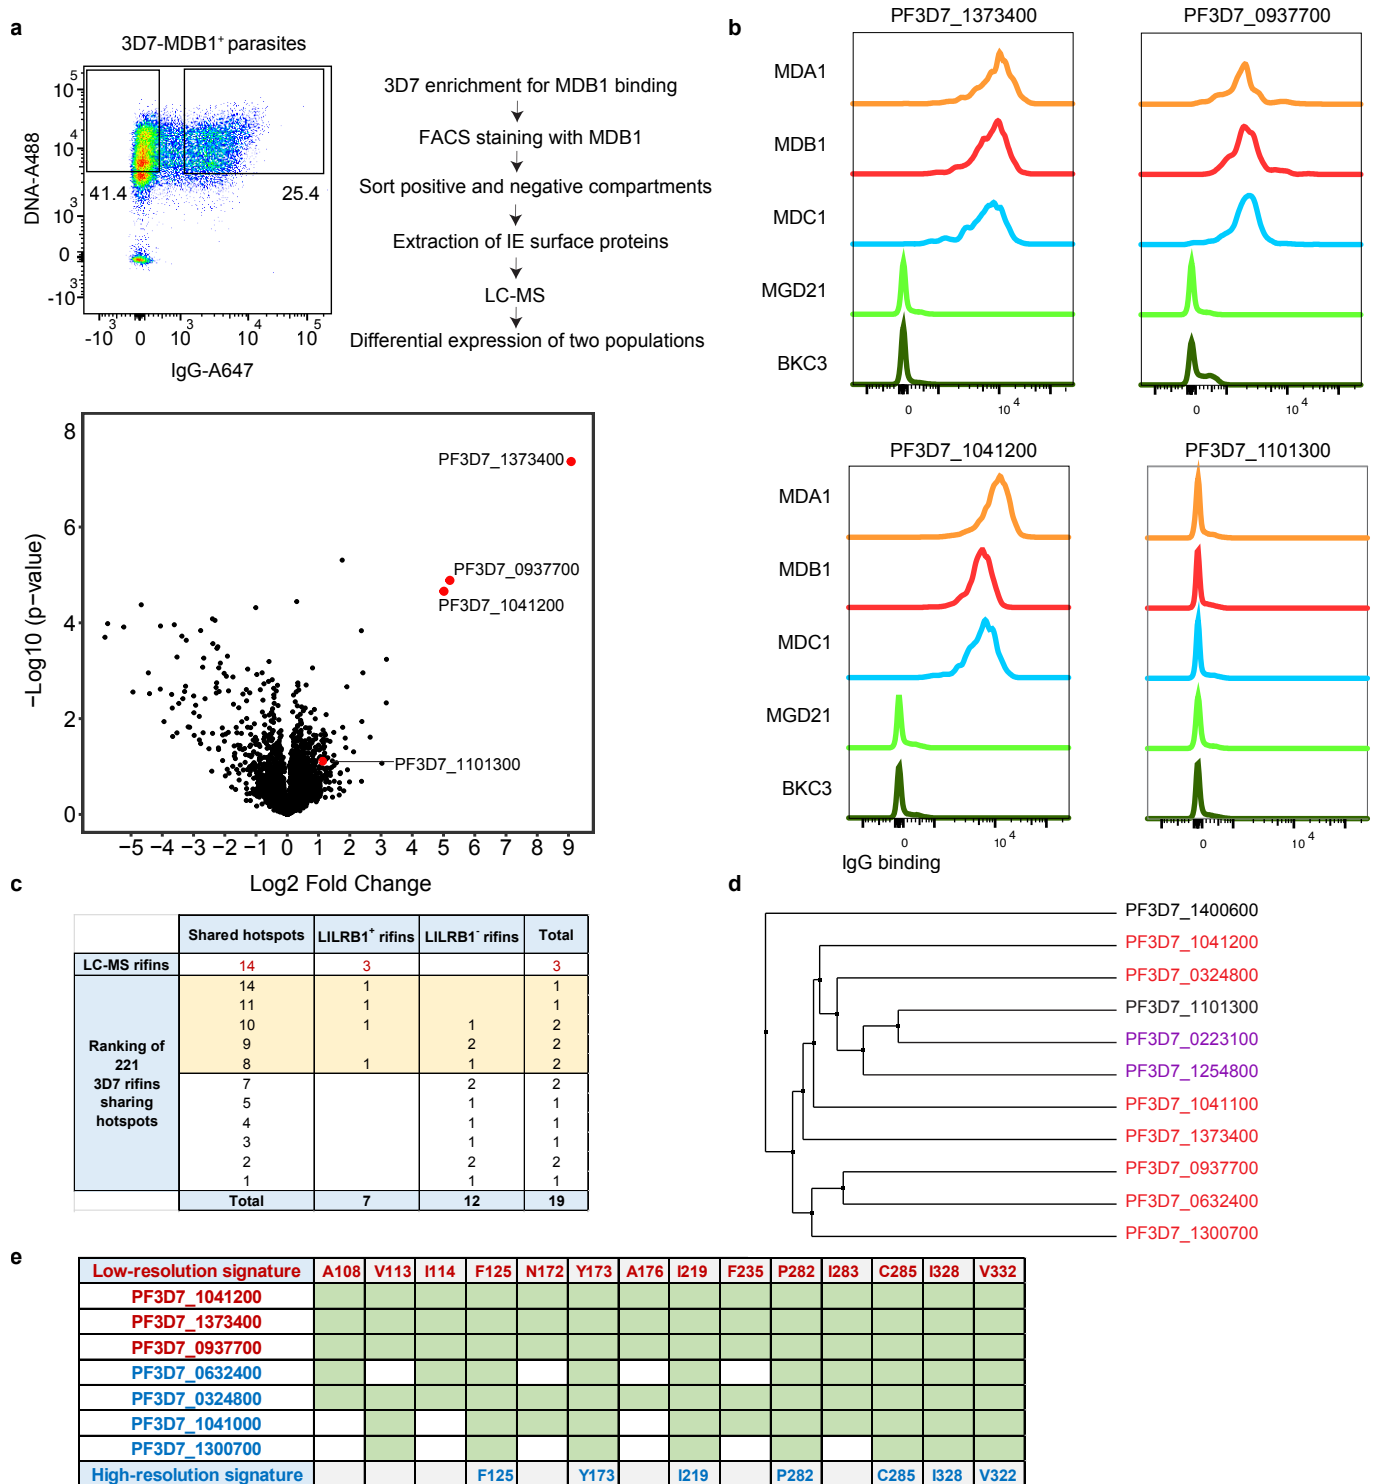 a
3D7-MDB1+ parasites
10 5
10 4
10 3
0
-10 3
DNA-A488
41.4
25.4
-10 3 0 10 3 10 4 10 5
IgG-A647
3D7 enrichment for MDB1 binding
FACS staining with MDB1
Sort positive and negative compartments
Extraction of IE surface proteins
LC-MS
Differential expression of two populations
8
6
4
2
0
−Log10 (p−value)
PF3D7_1373400
PF3D7_0937700
PF3D7_1041200
PF3D7_1101300
−5 −4 −3 −2 −1 0 1 2 3 4 5 6 7 8 9
Log2 Fold Change
b
PF3D7_1373400
PF3D7_0937700
MDA1
MDB1
MDC1
MGD21
BKC3
0 10 4
0 10 4
PF3D7_1041200
PF3D7_1101300
MDA1
MDB1
MDC1
MGD21
BKC3
0 10 4
0 10 4
IgG binding
c
Shared hotspots LILRB1+ rifins LILRB1- rifins Total
LC-MS rifins 14 3 3
Ranking of
221
3D7 rifins
sharing
hotspots
14 1 1
11 1 1
10 1 1 2
9 2 2
8 1 1 2
7 2 2
5 1 1
4 1 1
3 1 1
2 2 2
1 1 1
Total 7 12 19
d
PF3D7_1400600
PF3D7_1041200
PF3D7_0324800
PF3D7_1101300
PF3D7_0223100
PF3D7_1254800
PF3D7_1041100
PF3D7_1373400
PF3D7_0937700
PF3D7_0632400
PF3D7_1300700
e
Low-resolution signature A108 V113 I114 F125 N172 Y173 A176 I219 F235 P282 I283 C285 I328 V332
PF3D7_1041200
PF3D7_1373400
PF3D7_0937700
PF3D7_0632400
PF3D7_0324800
PF3D7_1041000
PF3D7_1300700
High-resolution signature F125 Y173 I219 P282 C285 I328 V322